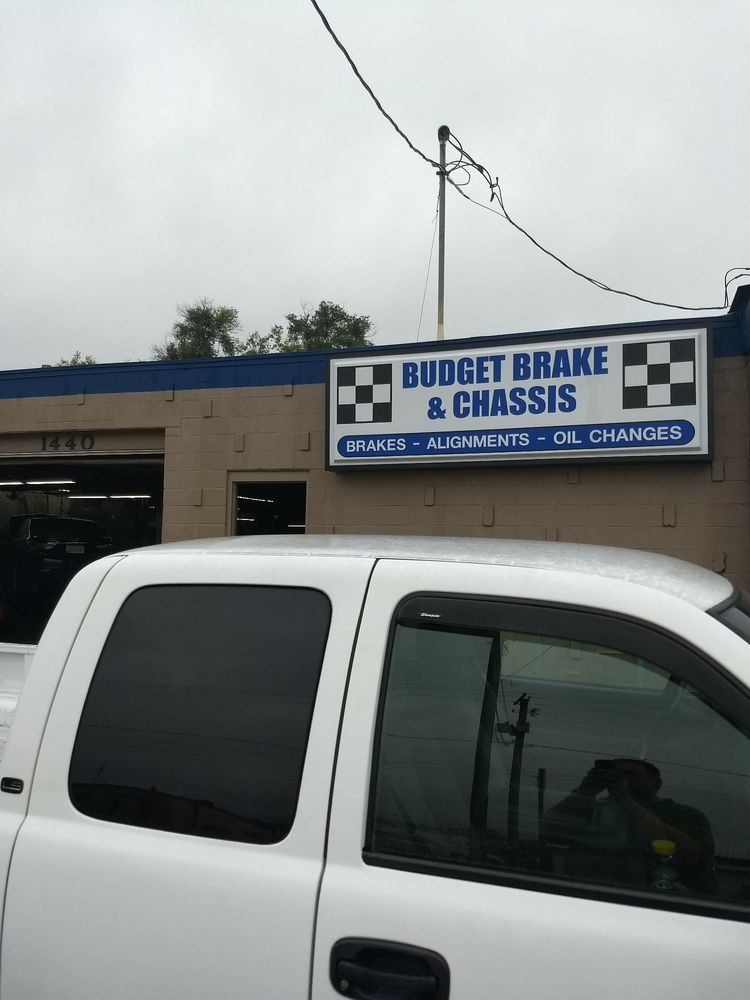 BUDGET BRAKE
& CHASSIS
BRAKES - ALIGNMENTS - OIL CHANGES
1440